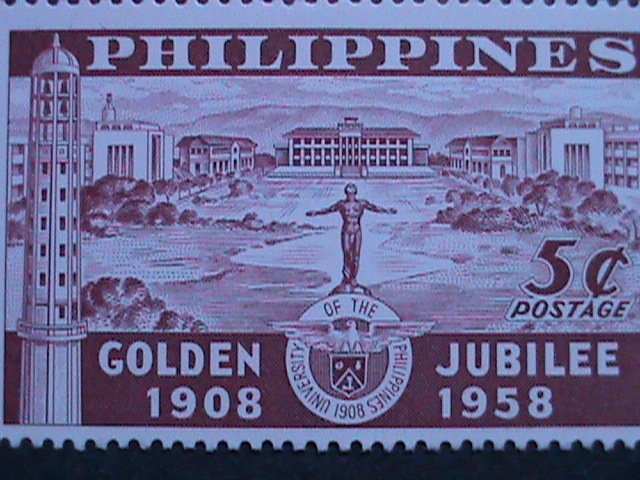 PHILIPPINES
5¢
POSTAGE
OF THE
UNIVERSITY
PHILIPPINES
1908
GOLDEN JUBILEE
1908 1958